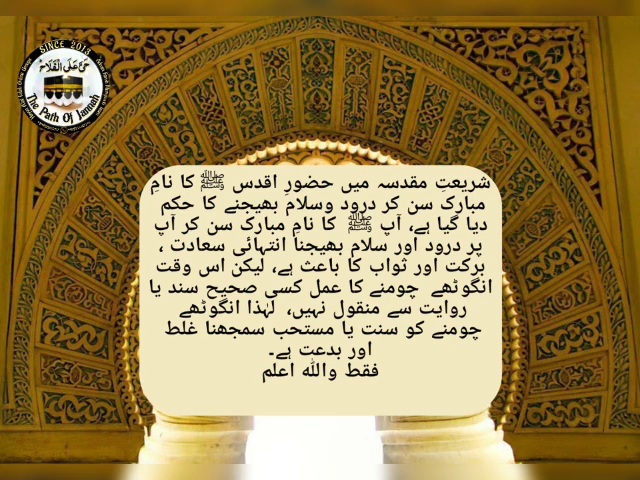 SINCE 2013
حَیَّ عَلَی الْفَلَاح
The Path Of Jannah
شریعتِ مقدسہ میں حضورِ اقدس ﷺ کا نامِ
مبارک سن کر درود وسلام بھیجنے کا حکم
دیا گیا ہے، آپ ﷺ کا نامِ مبارک سن کر آپ
پر درود اور سلام بھیجنا انتہائی سعادت ،
برکت اور ثواب کا باعث ہے، لیکن اس وقت
انگوٹھے چومنے کا عمل کسی صحیح سند یا
روایت سے منقول نہیں، لہٰذا انگوٹھے
چومنے کو سنت یا مستحب سمجھنا غلط
اور بدعت ہے۔
فقط واللہ اعلم